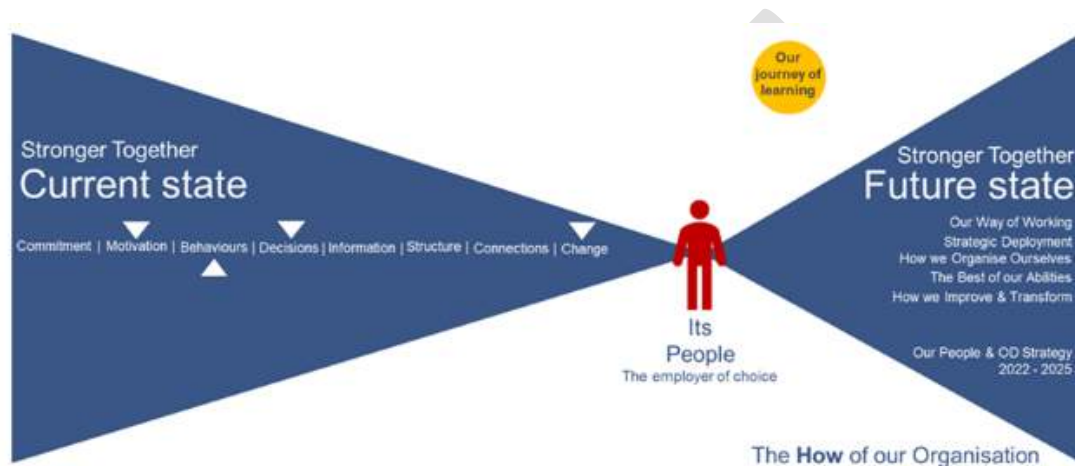 Our
journey of
learning
Stronger Together
Current state
Commitment | Motivation | Behaviours | Decisions | Information | Structure | Connections | Change
Its
People
The employer of choice
Stronger Together
Future state
Our Way of Working
Strategic Deployment
How we Organise Ourselves
The Best of our Abilities
How we Improve & Transform
Our People & OD Strategy
2022 - 2025
The How of our Organisation